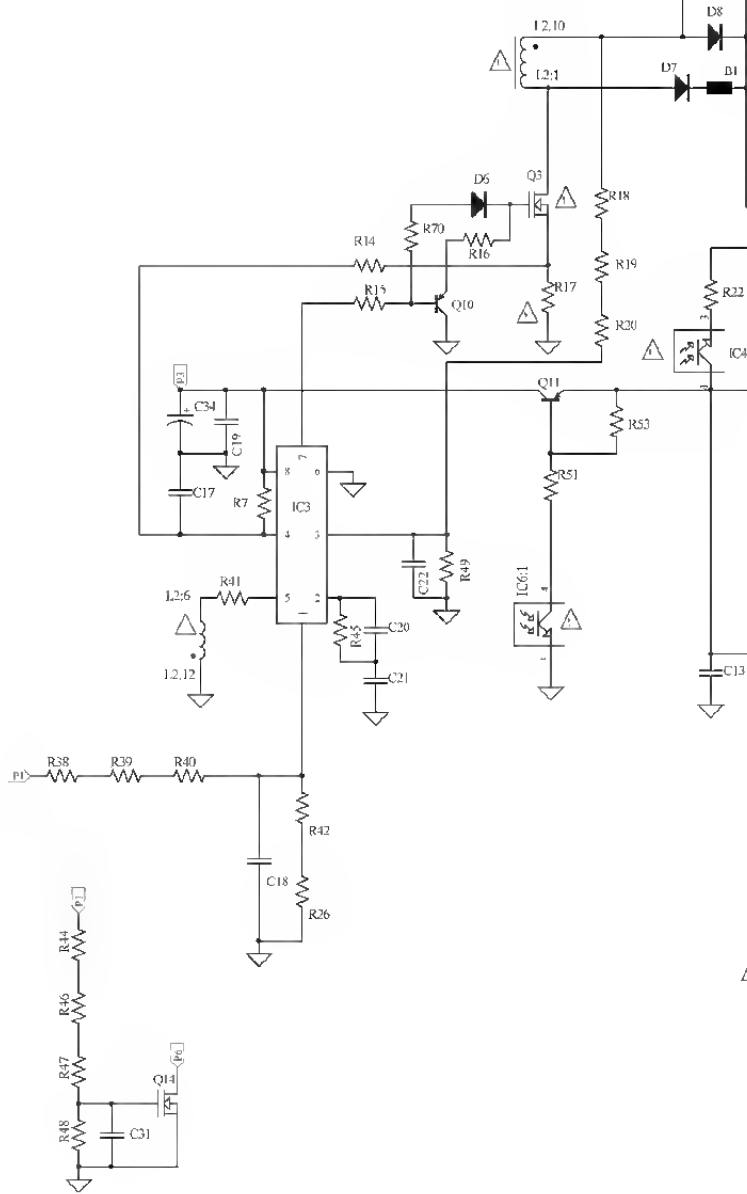 L2,10
D8
L2:1
D7
B1
D6
Q3
R70
R18
R14
R16
R19
R22
R15
Q10
R17
R20
3
IC4
P3
C34
C19
Q11
R53
7
8
6
R51
C17
R7
IC3
4
3
C22
R49
IC6:1
4
L2:6
R41
5
2
R45
C20
1
L2,12
C21
C13
P1
R38
R39
R40
R42
C18
R26
R44
R46
R47
P6
Q14
R48
C31